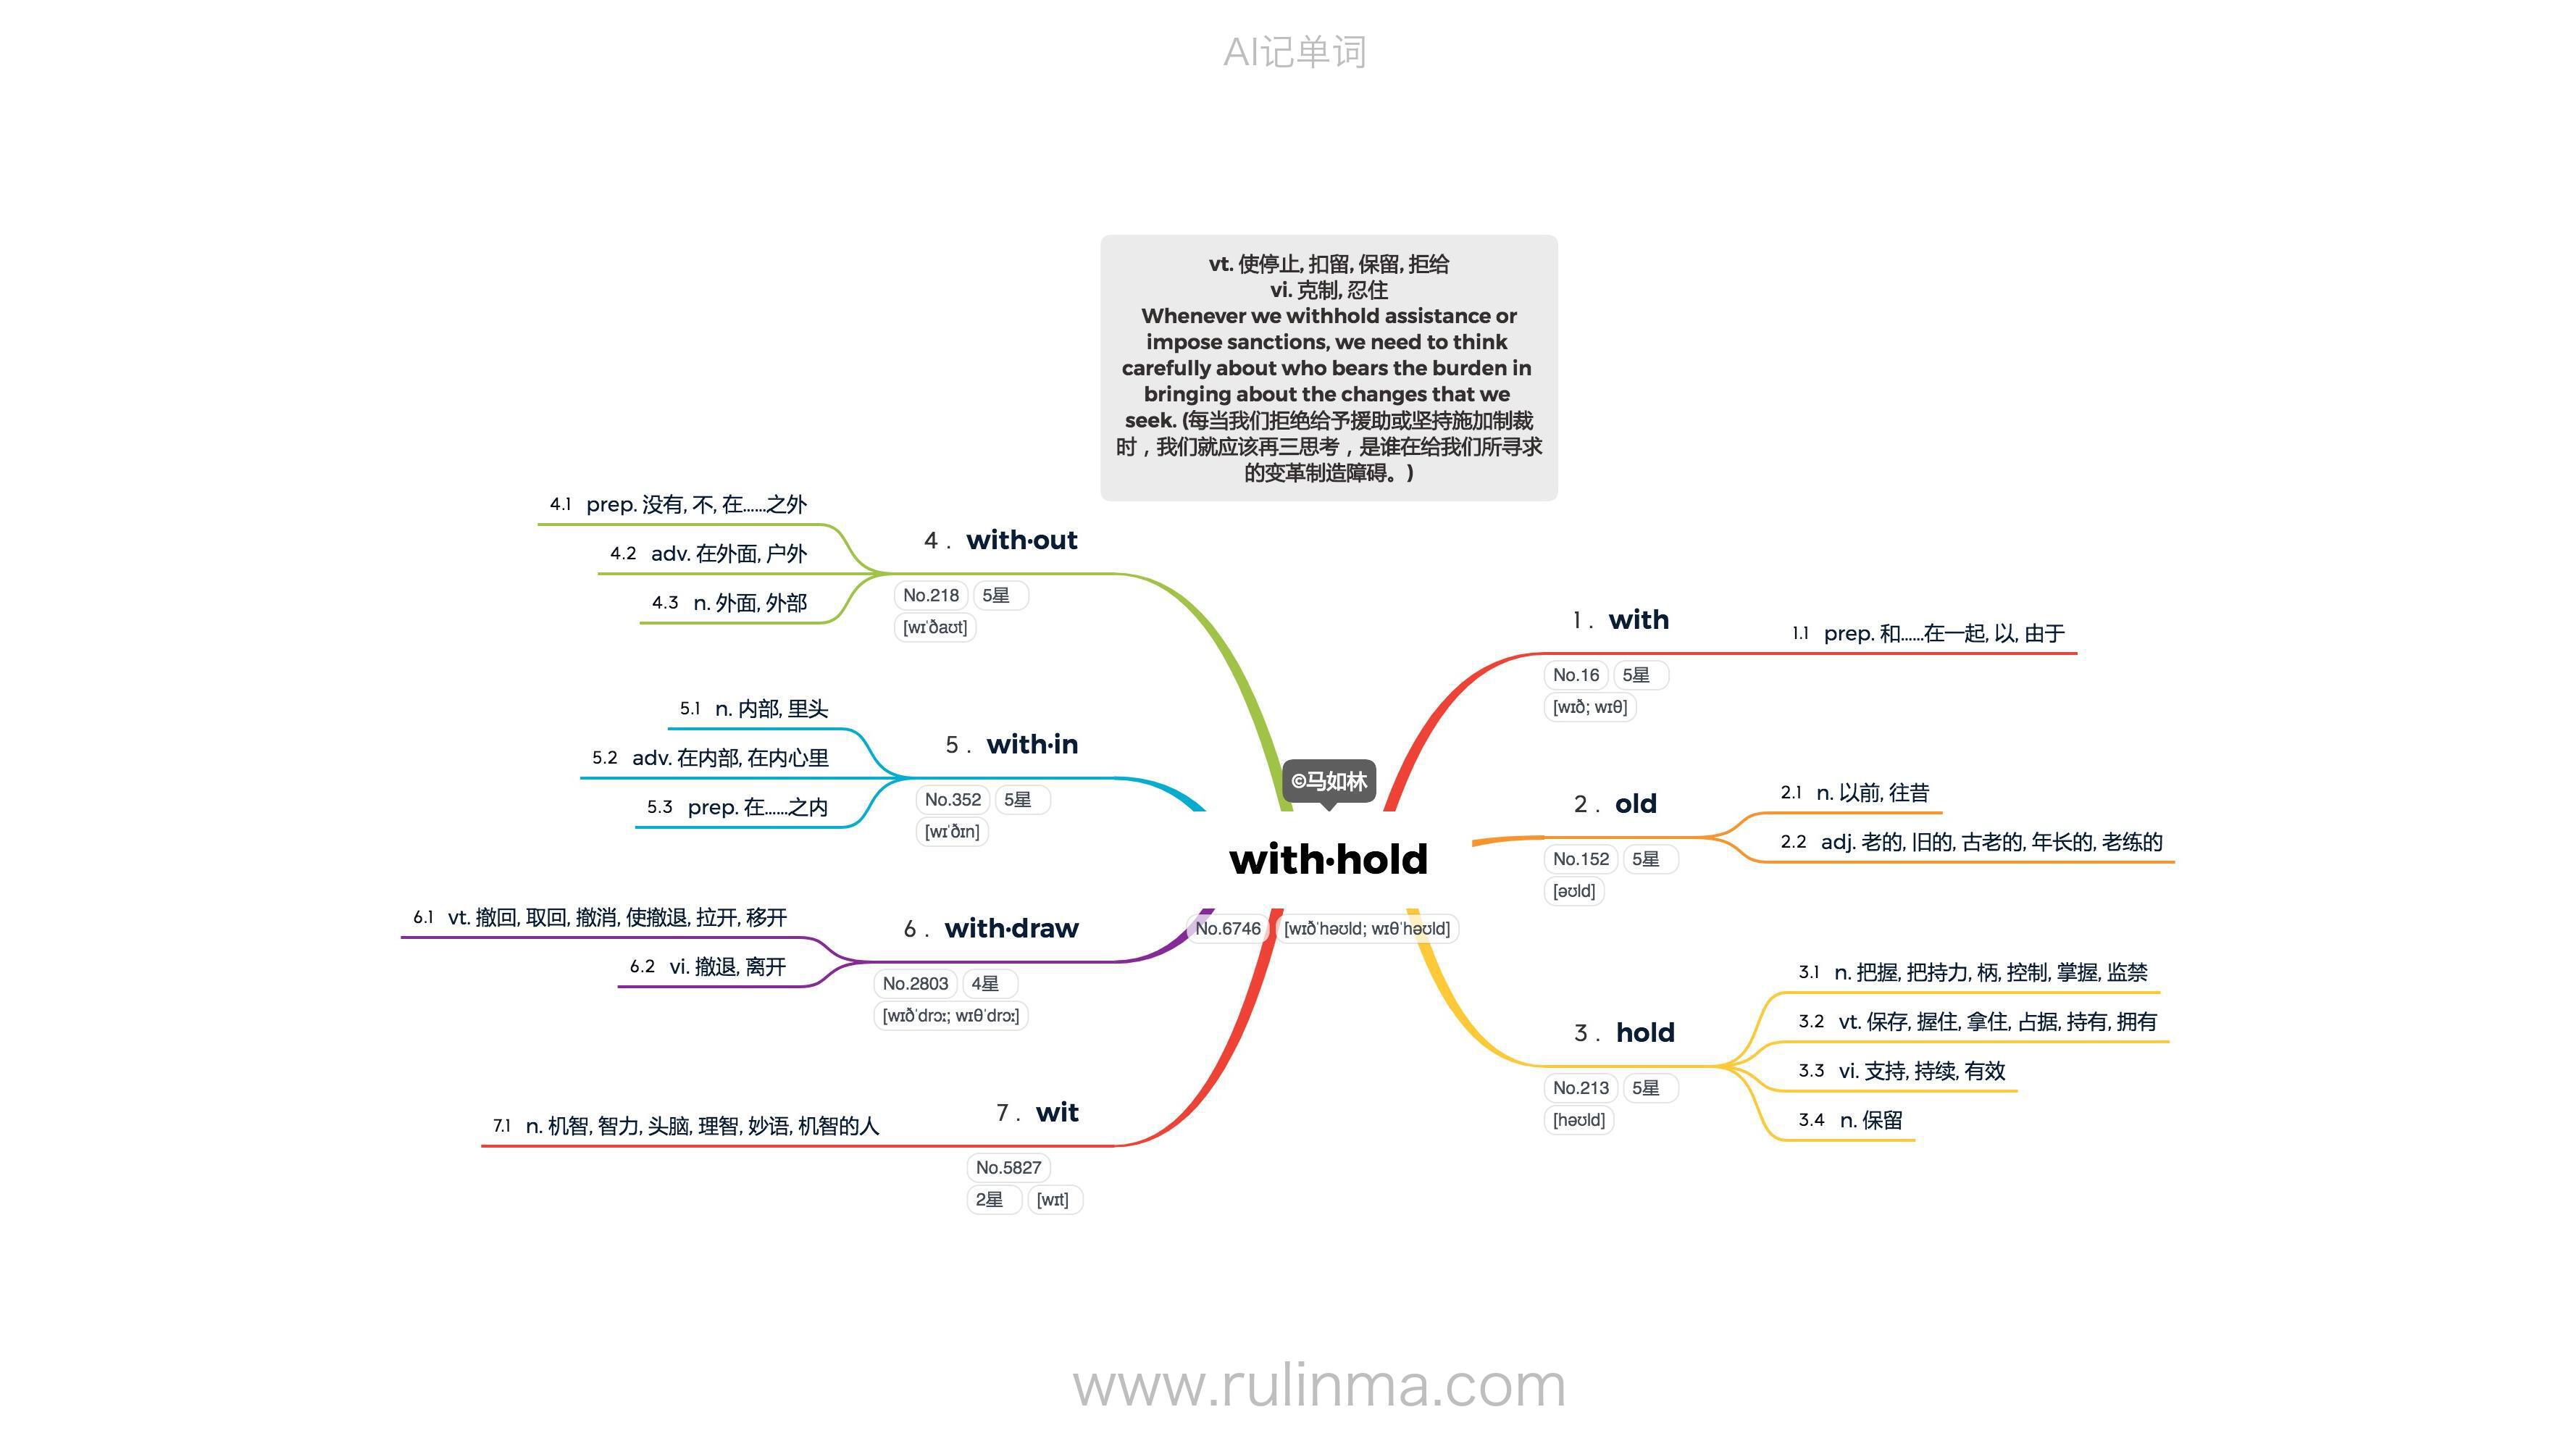 AI记单词
vt. 使停止, 扣留, 保留, 拒给
vi. 克制, 忍住
Whenever we withhold assistance or
impose sanctions, we need to think
carefully about who bears the burden in
bringing about the changes that we
seek. (每当我们拒绝给予援助或坚持施加制裁
时，我们就应该再三思考，是谁在给我们所寻求
的变革制造障碍。)
©马如林
with·hold
No.6746 [wɪðˈhəʊld; wɪθˈhəʊld]
1. with
No.16 5星
[wɪð; wɪθ]
1.1 prep. 和……在一起, 以, 由于
2. old
No.152 5星
[əʊld]
2.1 n. 以前, 往昔
2.2 adj. 老的, 旧的, 古老的, 年长的, 老练的
3. hold
No.213 5星
[həʊld]
3.1 n. 把握, 把持力, 柄, 控制, 掌握, 监禁
3.2 vt. 保存, 握住, 拿住, 占据, 持有, 拥有
3.3 vi. 支持, 持续, 有效
3.4 n. 保留
4. with·out
No.218 5星
[wɪˈðaʊt]
4.1 prep. 没有, 不, 在……之外
4.2 adv. 在外面, 户外
4.3 n. 外面, 外部
5. with·in
No.352 5星
[wɪˈðɪn]
5.1 n. 内部, 里头
5.2 adv. 在内部, 在内心里
5.3 prep. 在……之内
6. with·draw
No.2803 4星
[wɪðˈdrɔː; wɪθˈdrɔː]
6.1 vt. 撤回, 取回, 撤消, 使撤退, 拉开, 移开
6.2 vi. 撤退, 离开
7. wit
No.5827
2星 [wɪt]
7.1 n. 机智, 智力, 头脑, 理智, 妙语, 机智的人
www.rulinma.com